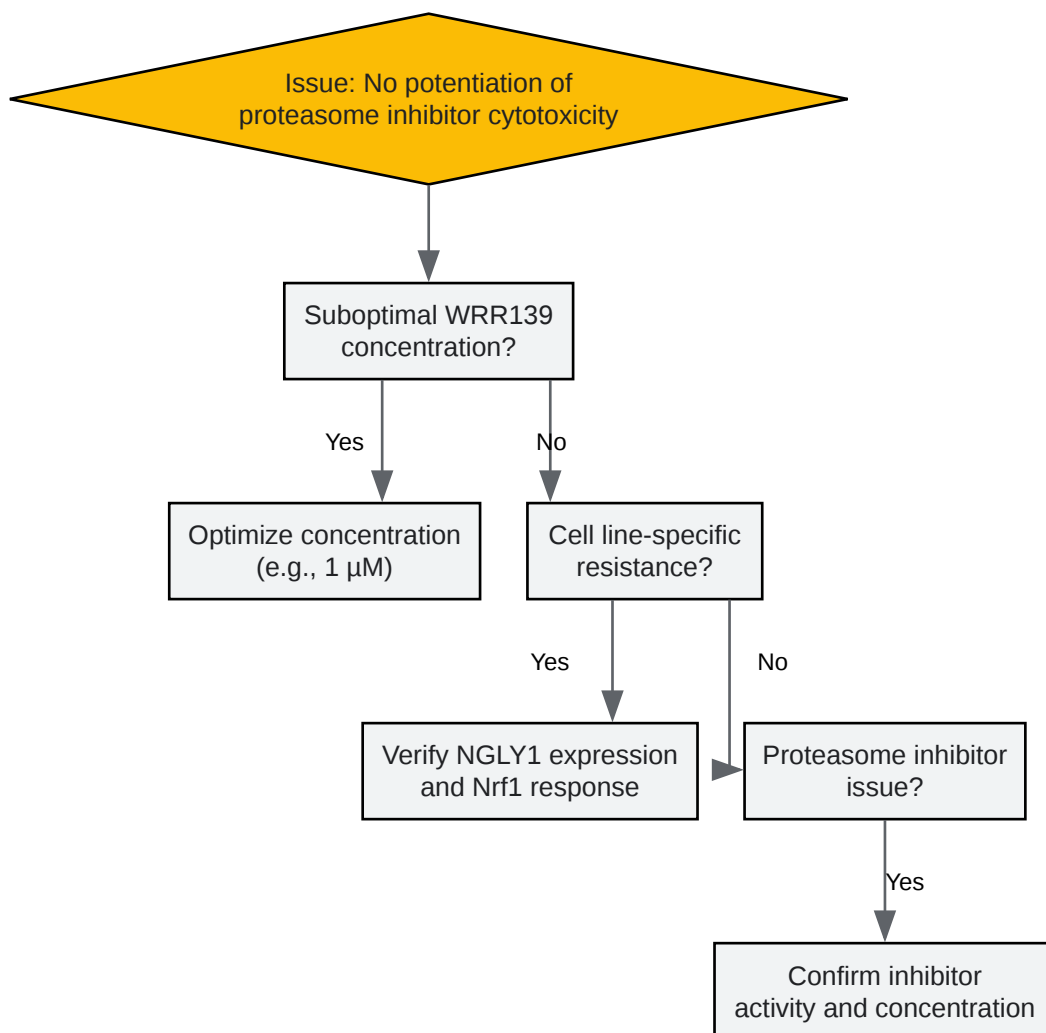 Issue: No potentiation of
proteasome inhibitor cytotoxicity
Suboptimal WRR139
concentration?
Yes
No
Optimize concentration
(e.g., 1 µM)
Cell line-specific
resistance?
Yes
No
Verify NGLY1 expression
and Nrf1 response
Proteasome inhibitor
issue?
Yes
Confirm inhibitor
activity and concentration